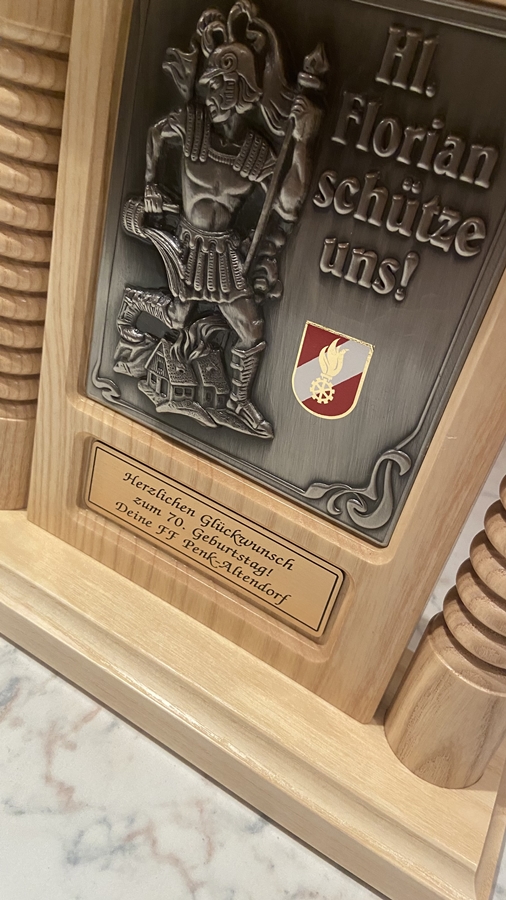 Hl.
Florian
schütze
uns!
Herzlichen Glückwunsch
zum 70. Geburtstag!
Deine FF Penk-Altendorf